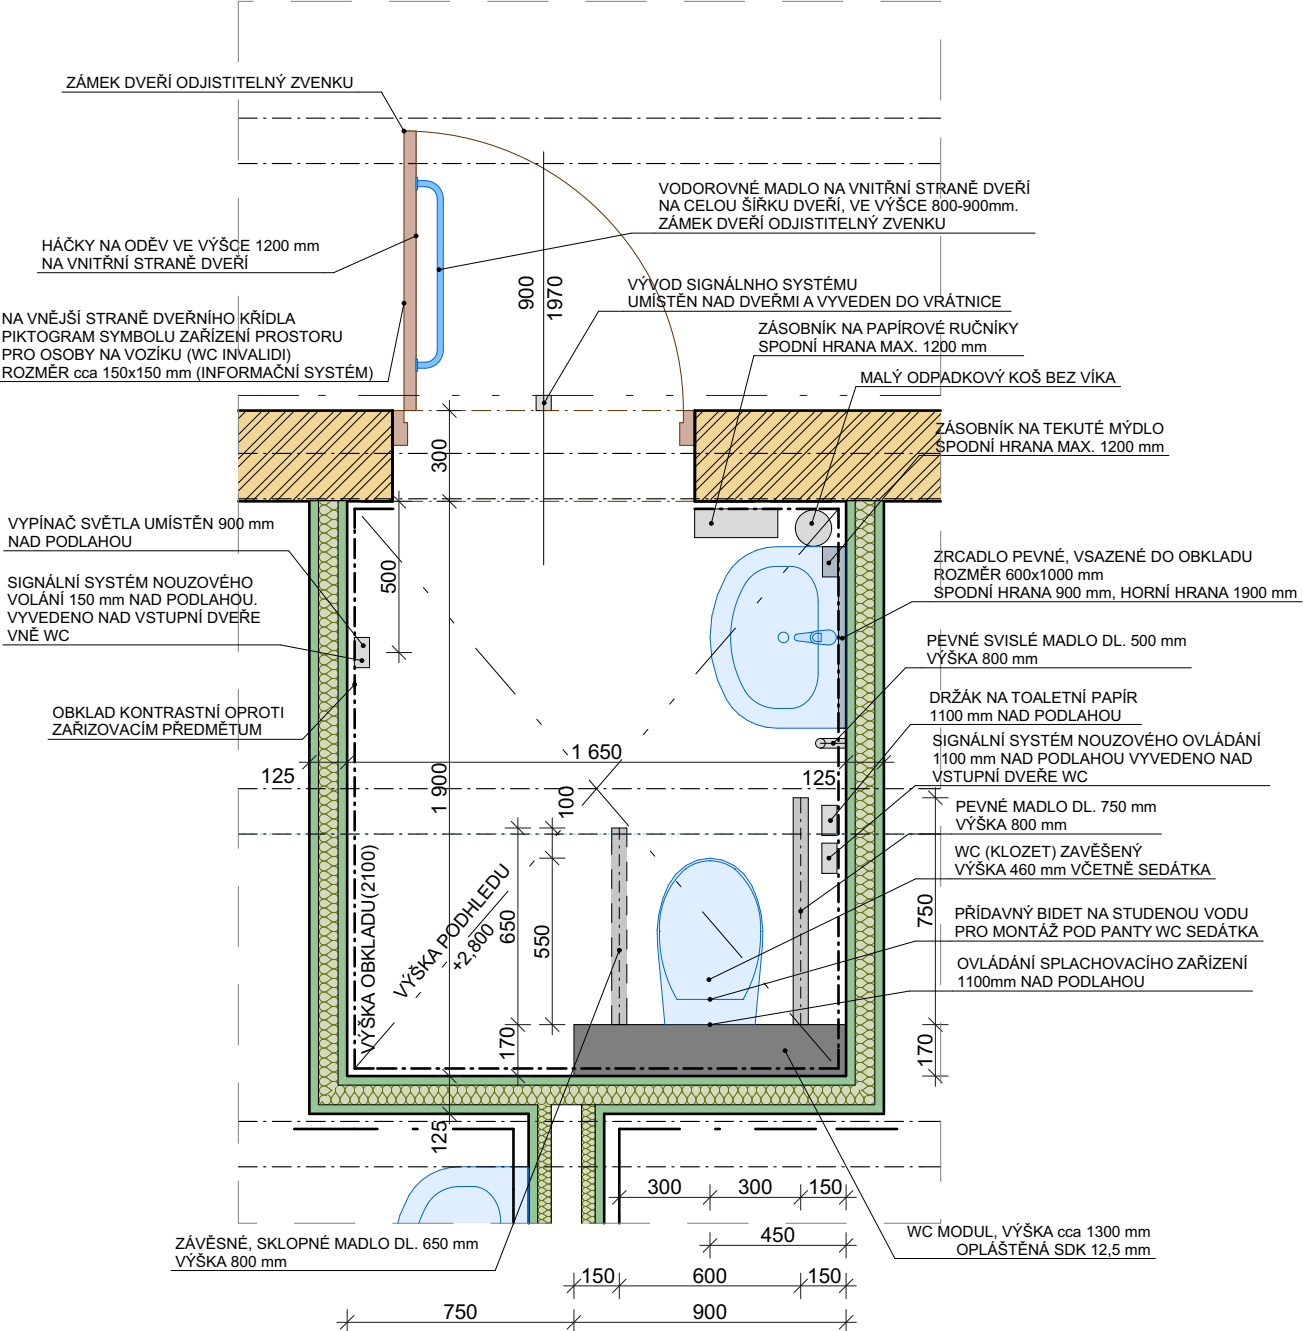 ZÁMEK DVEŘÍ ODJISTITELNÝ ZVENKU
VODOROVNÉ MADLO NA VNITŘNÍ STRANĚ DVEŘÍ
NA CELOU ŠÍŘKU DVEŘÍ, VE VÝŠCE 800-900mm.
ZÁMEK DVEŘÍ ODJISTITELNÝ ZVENKU
HÁČKY NA ODĚV VE VÝŠCE 1200 mm
NA VNITŘNÍ STRANĚ DVEŘÍ
900
1970
VÝVOD SIGNÁLNHO SYSTÉMU
UMÍSTĚN NAD DVEŘMI A VYVEDEN DO VRÁTNICE
NA VNĚJŠÍ STRANĚ DVEŘNÍHO KŘÍDLA
PIKTOGRAM SYMBOLU ZAŘÍZENÍ PROSTORU
PRO OSOBY NA VOZÍKU (WC INVALIDI)
ROZMĚR cca 150x150 mm (INFORMAČNÍ SYSTÉM)
ZÁSOBNÍK NA PAPÍROVÉ RUČNÍKY
SPODNÍ HRANA MAX. 1200 mm
MALÝ ODPADKOVÝ KOŠ BEZ VÍKA
ZÁSOBNÍK NA TEKUTÉ MÝDLO
SPODNÍ HRANA MAX. 1200 mm
300
VYPÍNAČ SVĚTLA UMÍSTĚN 900 mm
NAD PODLAHOU
500
SIGNÁLNÍ SYSTÉM NOUZOVÉHO
VOLÁNÍ 150 mm NAD PODLAHOU.
VYVEDENO NAD VSTUPNÍ DVEŘE
VNĚ WC
ZRCADLO PEVNÉ, VSAZENÉ DO OBKLADU
ROZMĚR 600x1000 mm
SPODNÍ HRANA 900 mm, HORNÍ HRANA 1900 mm
PEVNÉ SVISLÉ MADLO DL. 500 mm
VÝŠKA 800 mm
OBKLAD KONTRASTNÍ OPROTI
ZAŘIZOVACÍM PŘEDMĚTUM
DRŽÁK NA TOALETNÍ PAPÍR
1100 mm NAD PODLAHOU
SIGNÁLNÍ SYSTÉM NOUZOVÉHO OVLÁDÁNÍ
1100 mm NAD PODLAHOU VYVEDENO NAD
VSTUPNÍ DVEŘE WC
125
1 650
125
1 900
100
PEVNÉ MADLO DL. 750 mm
VÝŠKA 800 mm
WC (KLOZET) ZAVĚŠENÝ
VÝŠKA 460 mm VČETNĚ SEDÁTKA
VÝŠKA OBKLADU(2100)
VÝŠKA PODHLEDU
+2,800
650
550
750
PŘÍDAVNÝ BIDET NA STUDENOU VODU
PRO MONTÁŽ POD PANTY WC SEDÁTKA
OVLÁDÁNÍ SPLACHOVACÍHO ZAŘÍZENÍ
1100mm NAD PODLAHOU
170
170
125
300
300
150
450
WC MODUL, VÝŠKA cca 1300 mm
OPLÁŠTĚNÁ SDK 12,5 mm
ZÁVĚSNÉ, SKLOPNÉ MADLO DL. 650 mm
VÝŠKA 800 mm
150
600
150
750
900